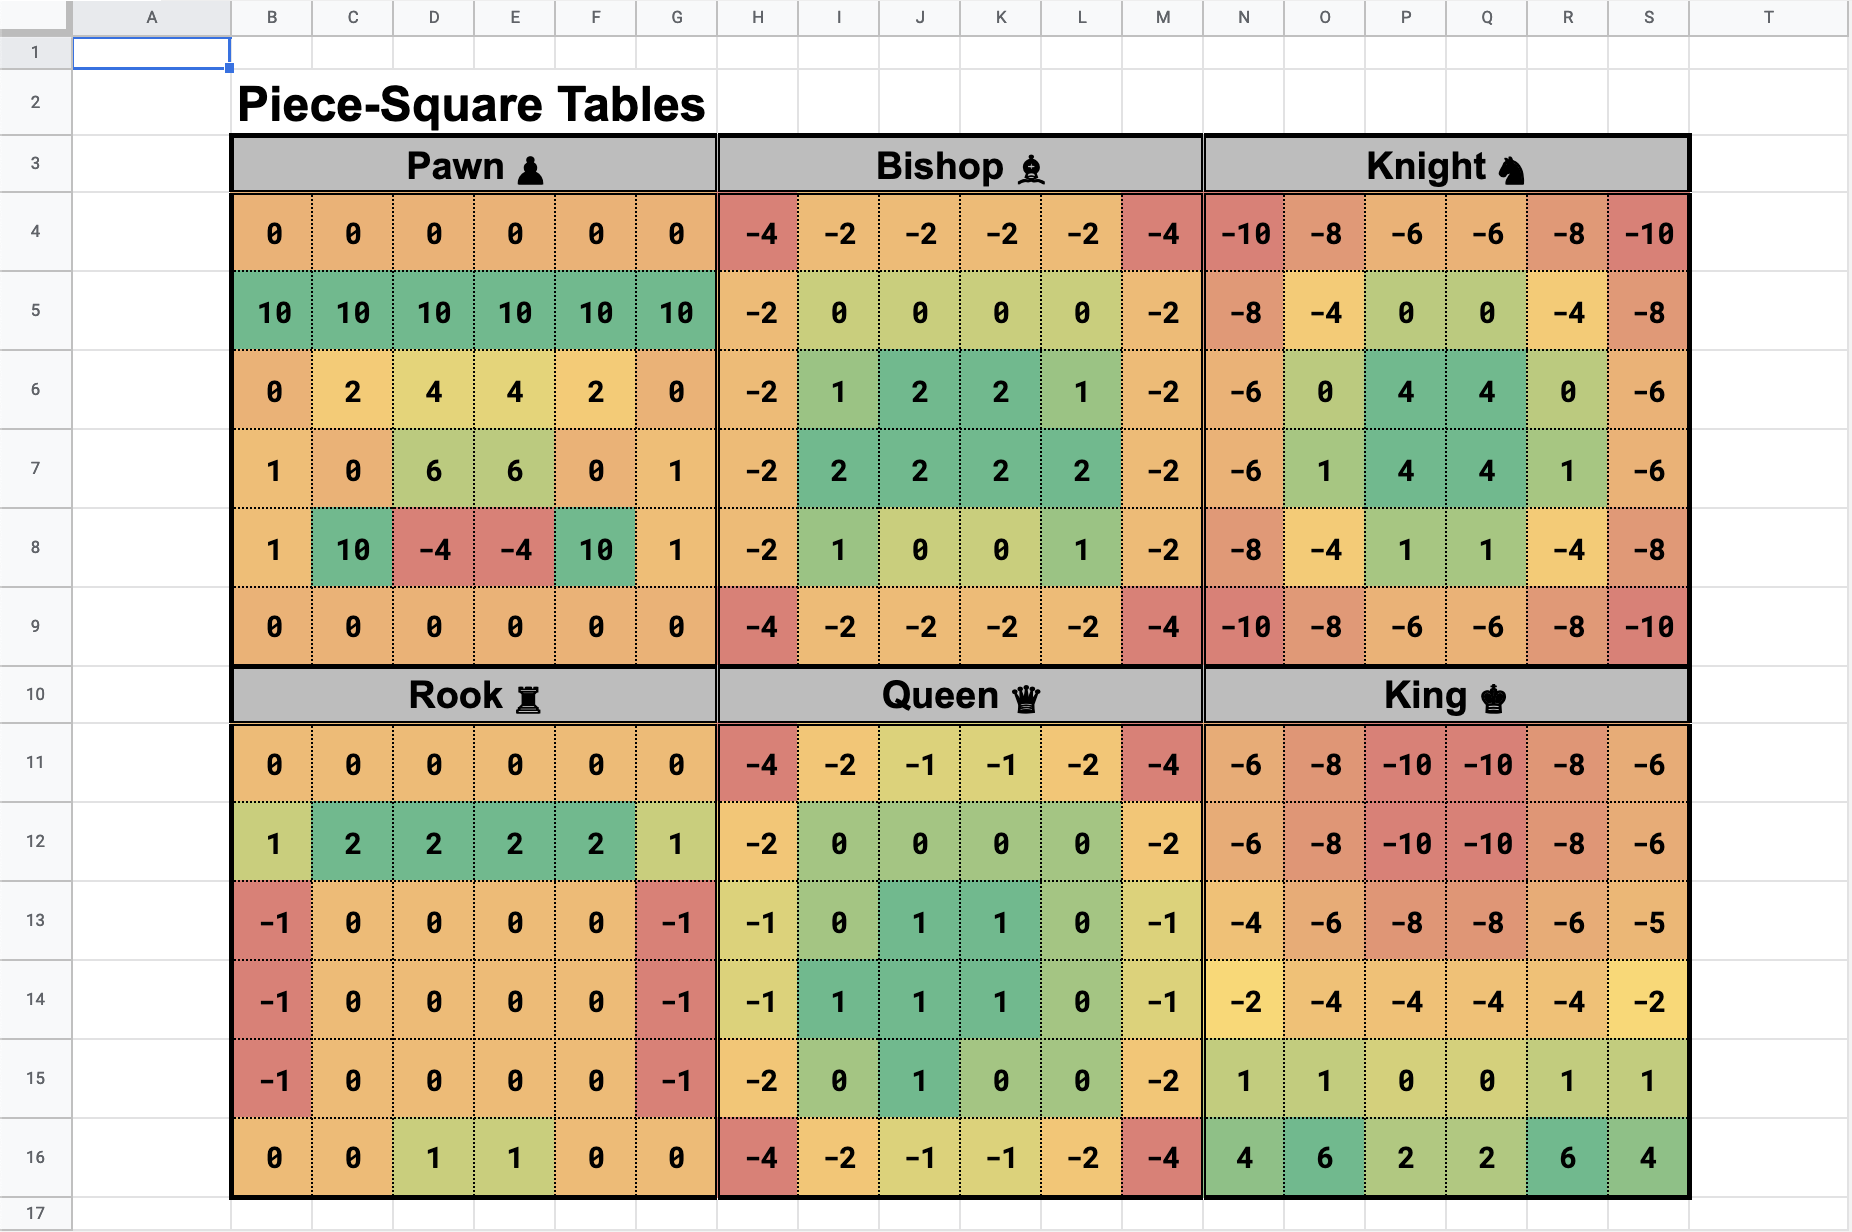 A B C D E F G H I J K L M N O P Q R S T
1
2 Piece-Square Tables
3 Pawn ♟ Bishop ♝ Knight ♞
4 0 0 0 0 0 0 -4 -2 -2 -2 -2 -4 -10 -8 -6 -6 -8 -10
5 10 10 10 10 10 10 -2 0 0 0 0 -2 -8 -4 0 0 -4 -8
6 0 2 4 4 2 0 -2 1 2 2 1 -2 -6 0 4 4 0 -6
7 1 0 6 6 0 1 -2 2 2 2 2 -2 -6 1 4 4 1 -6
8 1 10 -4 -4 10 1 -2 1 0 0 1 -2 -8 -4 1 1 -4 -8
9 0 0 0 0 0 0 -4 -2 -2 -2 -2 -4 -10 -8 -6 -6 -8 -10
10 Rook ♜ Queen ♛ King ♚
11 0 0 0 0 0 0 -4 -2 -1 -1 -2 -4 -6 -8 -10 -10 -8 -6
12 1 2 2 2 2 1 -2 0 0 0 0 -2 -6 -8 -10 -10 -8 -6
13 -1 0 0 0 0 -1 -1 0 1 1 0 -1 -4 -6 -8 -8 -6 -5
14 -1 0 0 0 0 -1 -1 1 1 1 0 -1 -2 -4 -4 -4 -4 -2
15 -1 0 0 0 0 -1 -2 0 1 0 0 -2 1 1 0 0 1 1
16 0 0 1 1 0 0 -4 -2 -1 -1 -2 -4 4 6 2 2 6 4
17